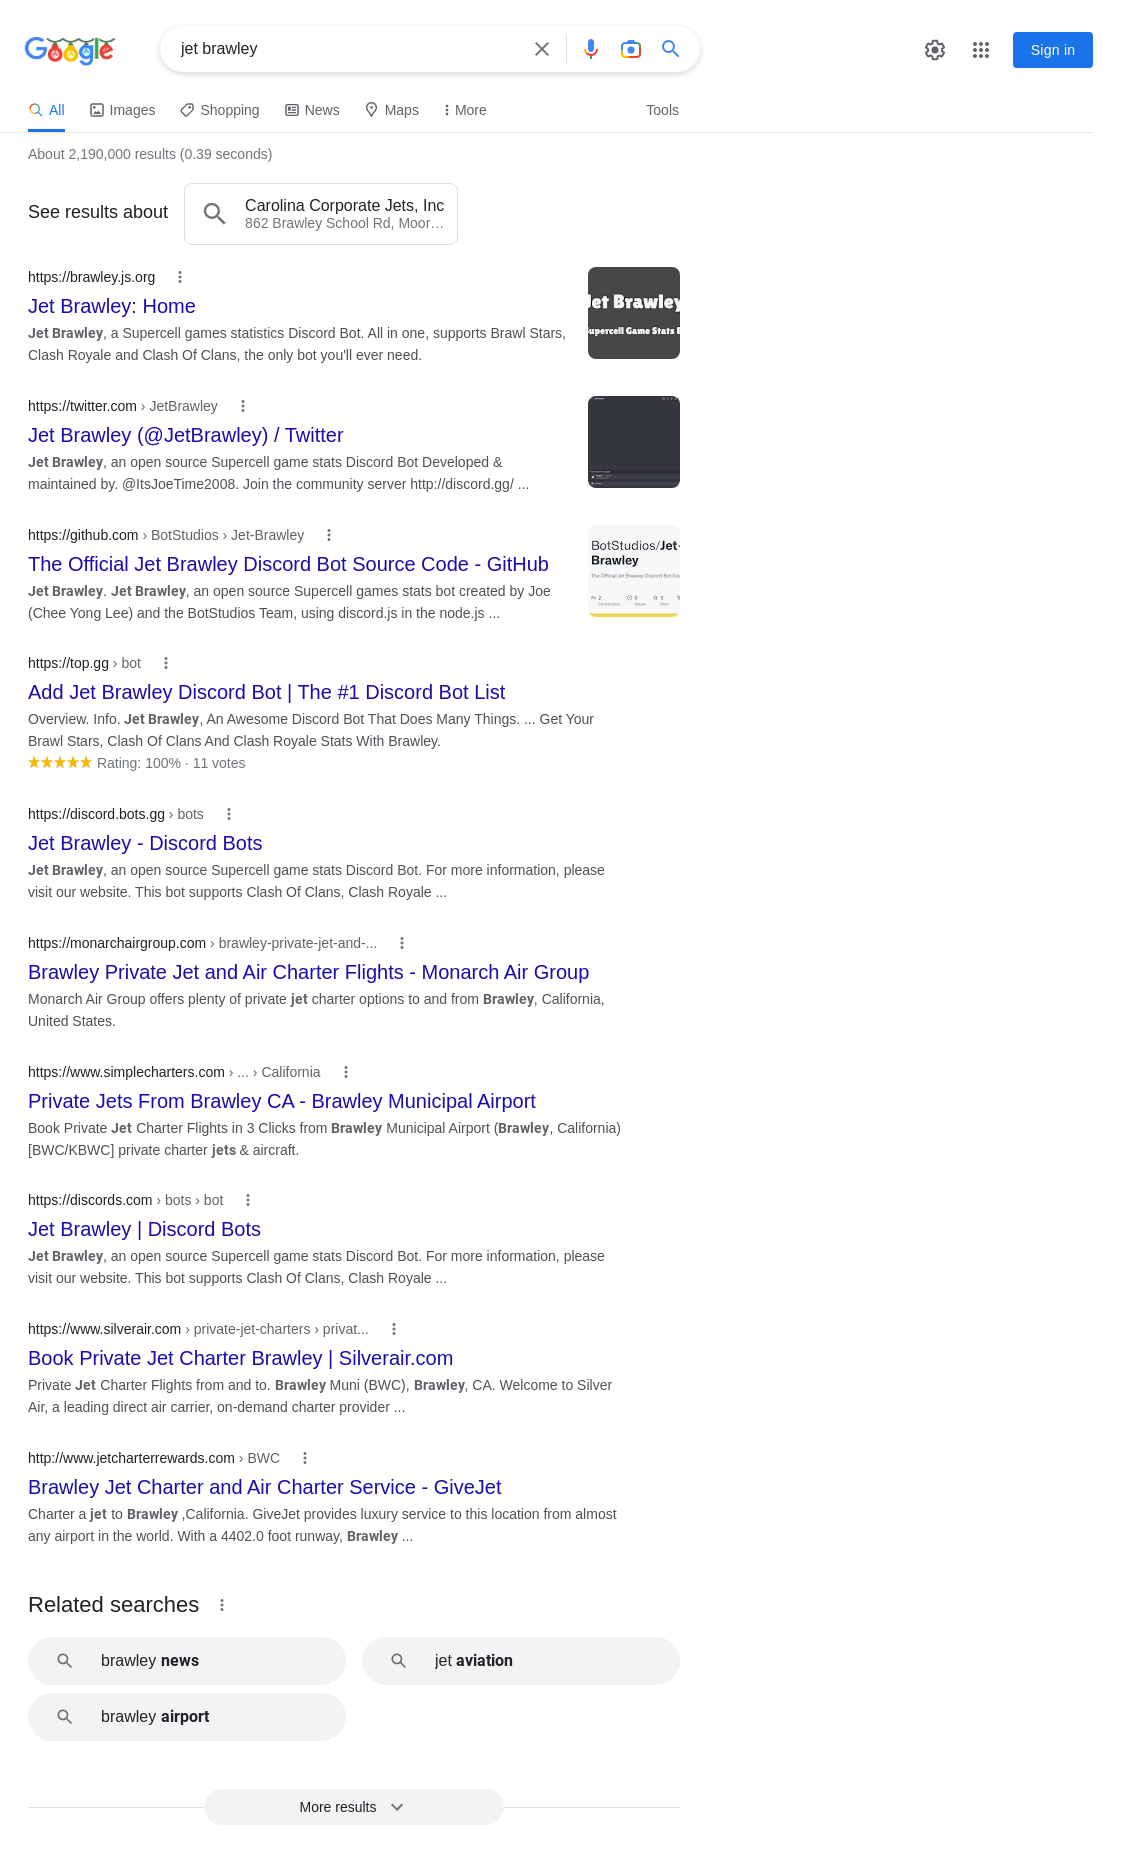 Google
jet brawley
Sign in
All
Images
Shopping
News
Maps
More
Tools
About 2,190,000 results (0.39 seconds)
See results about
Carolina Corporate Jets, Inc
862 Brawley School Rd, Moor…
https://brawley.js.org
Jet Brawley: Home
Jet Brawley, a Supercell games statistics Discord Bot. All in one, supports Brawl Stars,
Clash Royale and Clash Of Clans, the only bot you'll ever need.
Jet Brawley
Supercell Game Stats B
https://twitter.com › JetBrawley
Jet Brawley (@JetBrawley) / Twitter
Jet Brawley, an open source Supercell game stats Discord Bot Developed &
maintained by. @ItsJoeTime2008. Join the community server http://discord.gg/ ...
https://github.com › BotStudios › Jet-Brawley
The Official Jet Brawley Discord Bot Source Code - GitHub
Jet Brawley. Jet Brawley, an open source Supercell games stats bot created by Joe
(Chee Yong Lee) and the BotStudios Team, using discord.js in the node.js ...
BotStudios/Jet-
Brawley
The Official Jet Brawley Discord Bot Sou
https://top.gg › bot
Add Jet Brawley Discord Bot | The #1 Discord Bot List
Overview. Info. Jet Brawley, An Awesome Discord Bot That Does Many Things. ... Get Your
Brawl Stars, Clash Of Clans And Clash Royale Stats With Brawley.
Rating: 100% · 11 votes
https://discord.bots.gg › bots
Jet Brawley - Discord Bots
Jet Brawley, an open source Supercell game stats Discord Bot. For more information, please
visit our website. This bot supports Clash Of Clans, Clash Royale ...
https://monarchairgroup.com › brawley-private-jet-and-...
Brawley Private Jet and Air Charter Flights - Monarch Air Group
Monarch Air Group offers plenty of private jet charter options to and from Brawley, California,
United States.
https://www.simplecharters.com › ... › California
Private Jets From Brawley CA - Brawley Municipal Airport
Book Private Jet Charter Flights in 3 Clicks from Brawley Municipal Airport (Brawley, California)
[BWC/KBWC] private charter jets & aircraft.
https://discords.com › bots › bot
Jet Brawley | Discord Bots
Jet Brawley, an open source Supercell game stats Discord Bot. For more information, please
visit our website. This bot supports Clash Of Clans, Clash Royale ...
https://www.silverair.com › private-jet-charters › privat...
Book Private Jet Charter Brawley | Silverair.com
Private Jet Charter Flights from and to. Brawley Muni (BWC), Brawley, CA. Welcome to Silver
Air, a leading direct air carrier, on-demand charter provider ...
http://www.jetcharterrewards.com › BWC
Brawley Jet Charter and Air Charter Service - GiveJet
Charter a jet to Brawley ,California. GiveJet provides luxury service to this location from almost
any airport in the world. With a 4402.0 foot runway, Brawley ...
Related searches
brawley news
jet aviation
brawley airport
More results